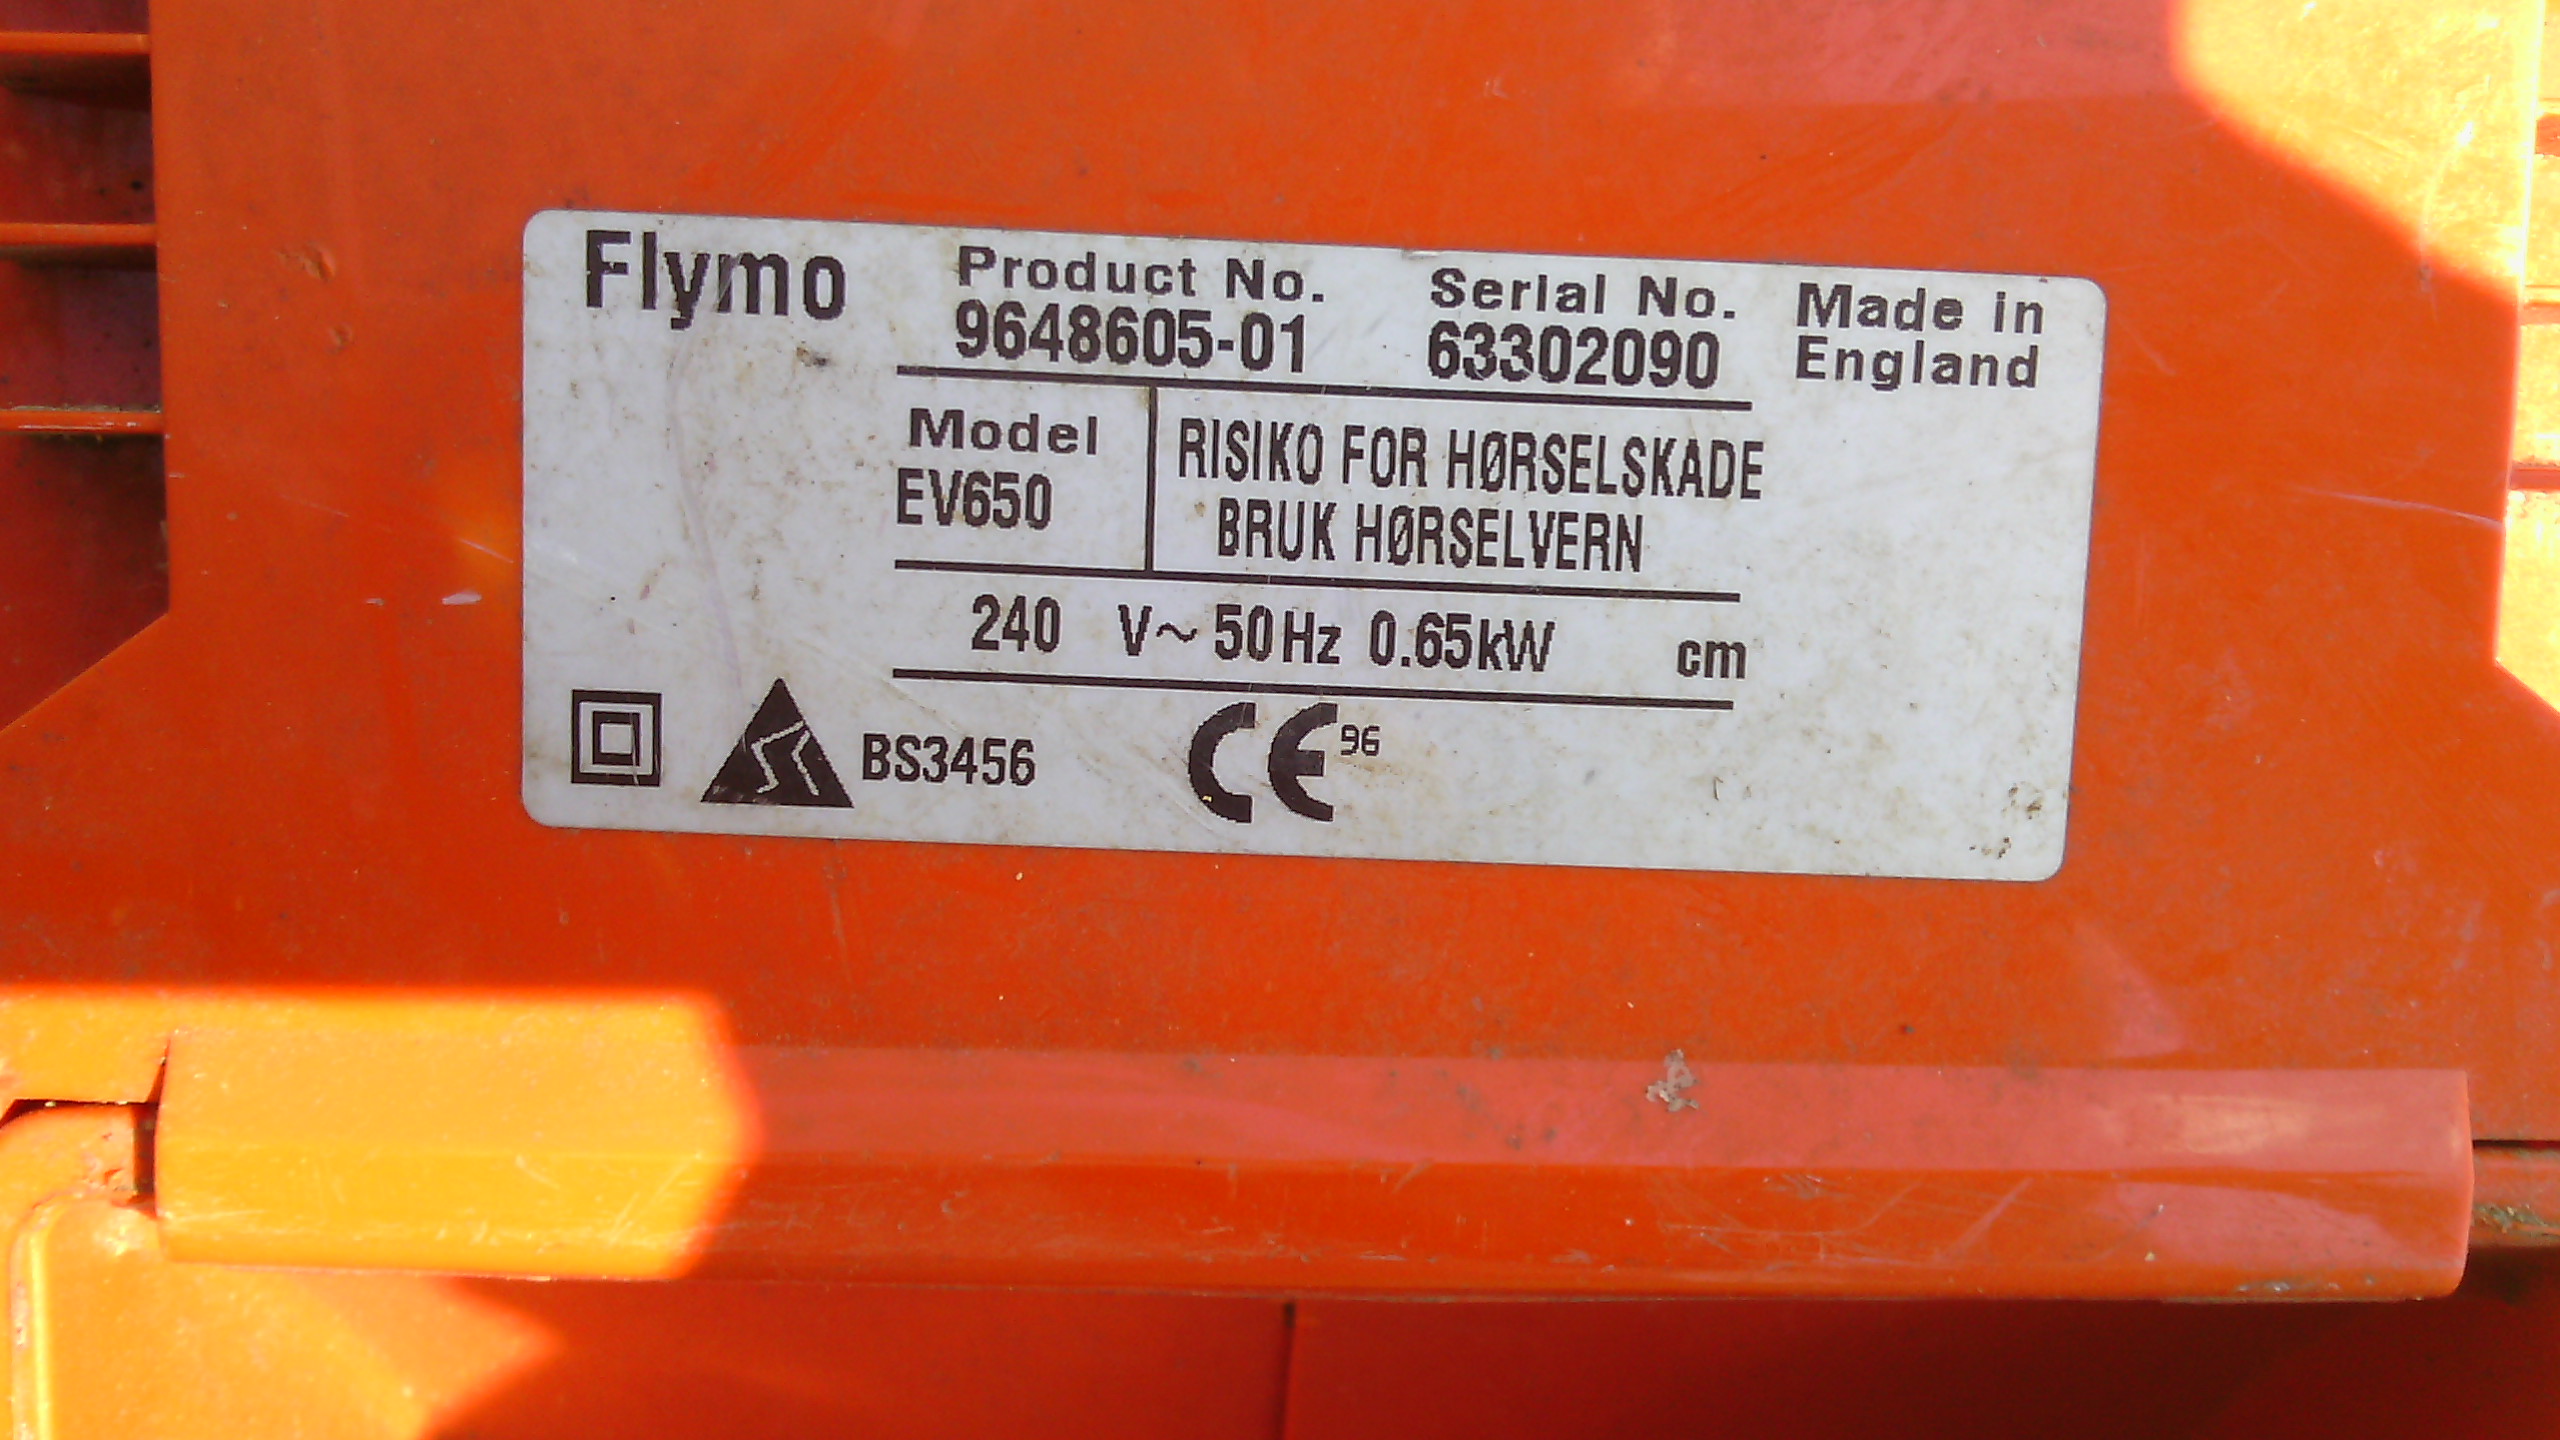 Flymo
Product No.
9648605-01
Serial No.
63302090
Made in
England
Model
EV650
RISIKO FOR HØRSELSKADE
BRUK HØRSELVERN
240 V~ 50Hz 0.65kW cm
BS3456
CE 96